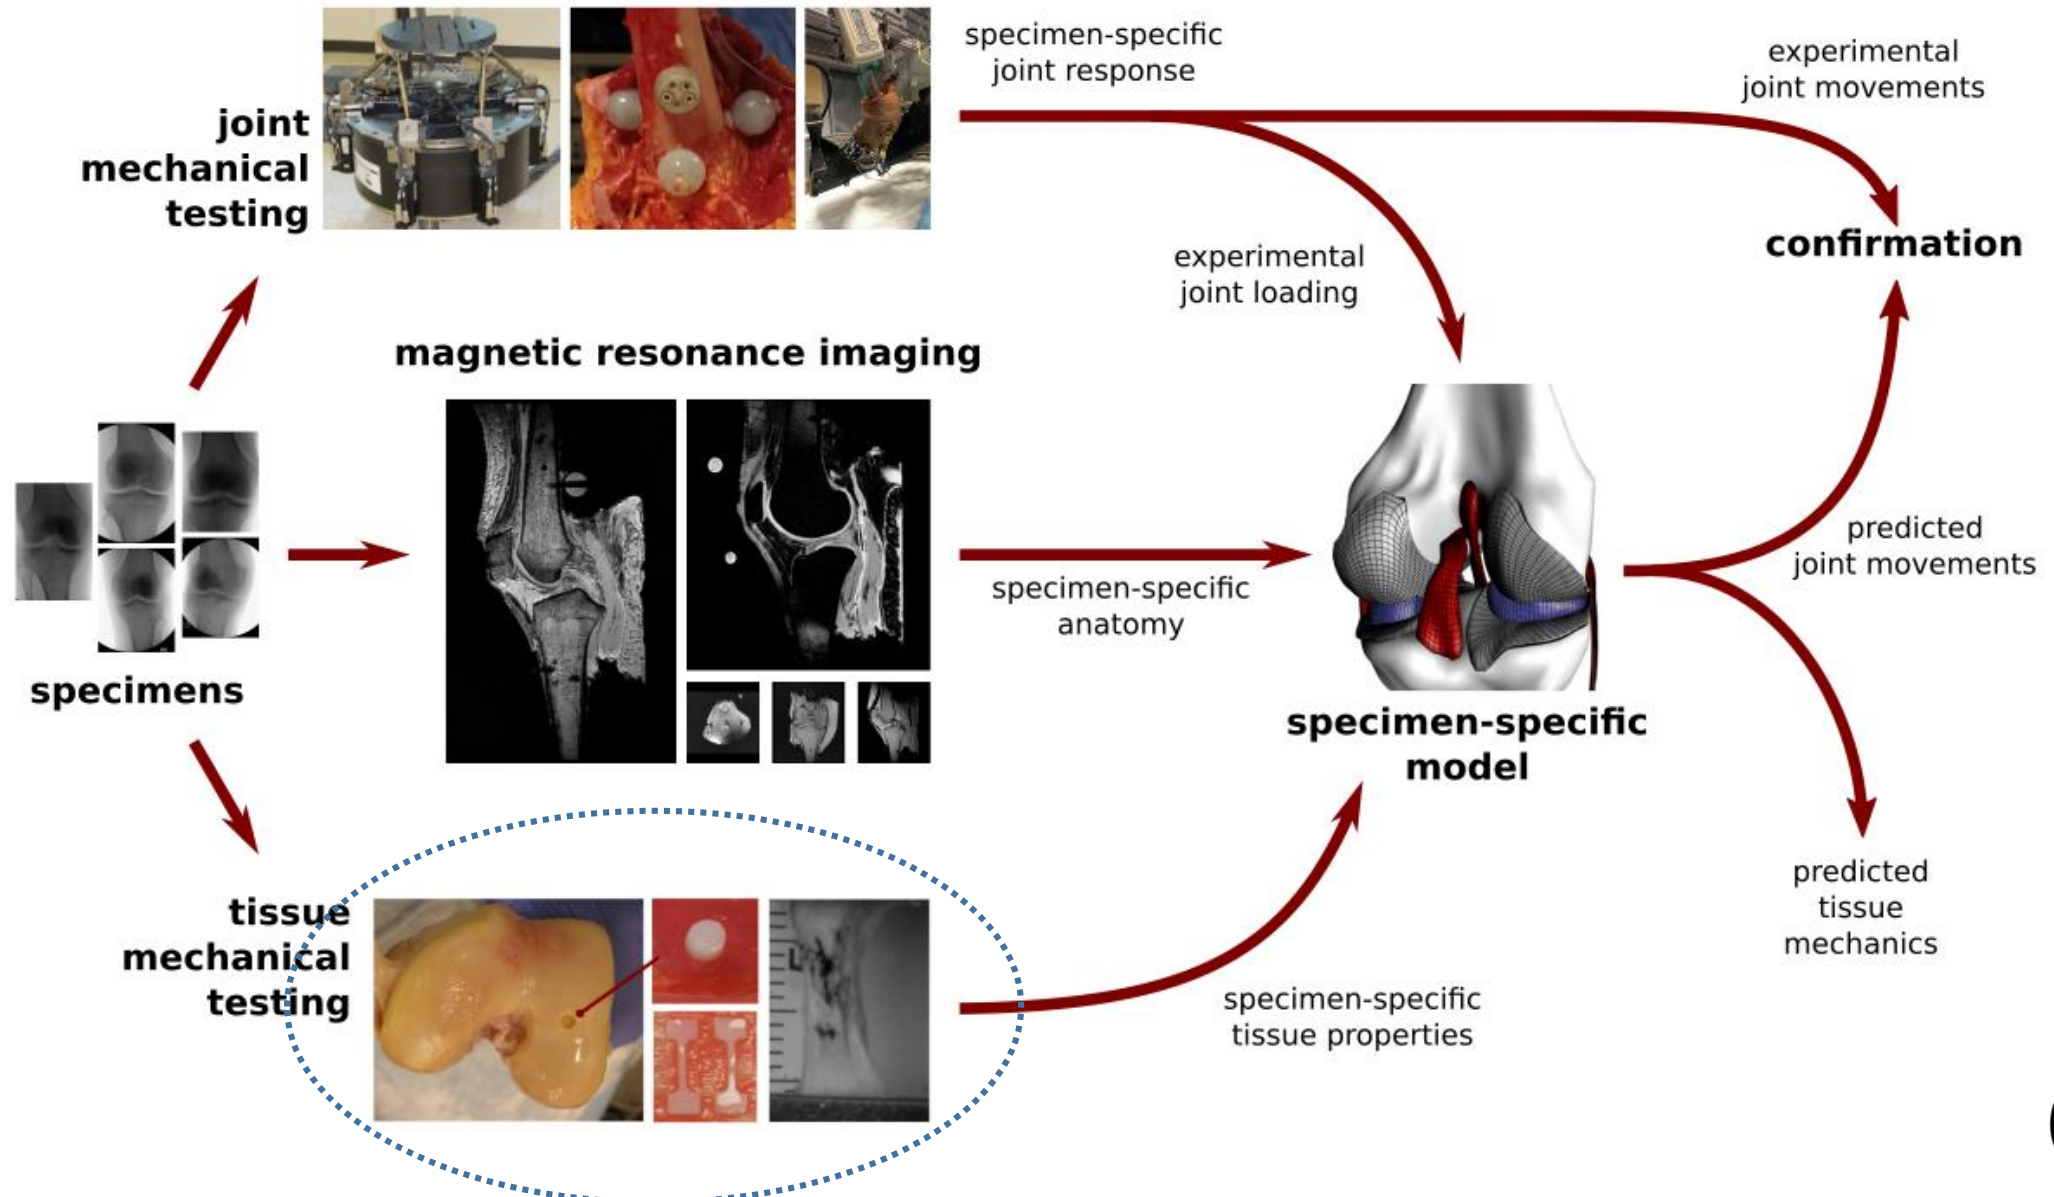 specimen-specific
joint response
experimental
joint movements
joint
mechanical
testing
confirmation
experimental
joint loading
magnetic resonance imaging
predicted
joint movements
specimen-specific
anatomy
specimens
specimen-specific
model
predicted
tissue
mechanics
tissue
mechanical
testing
specimen-specific
tissue properties